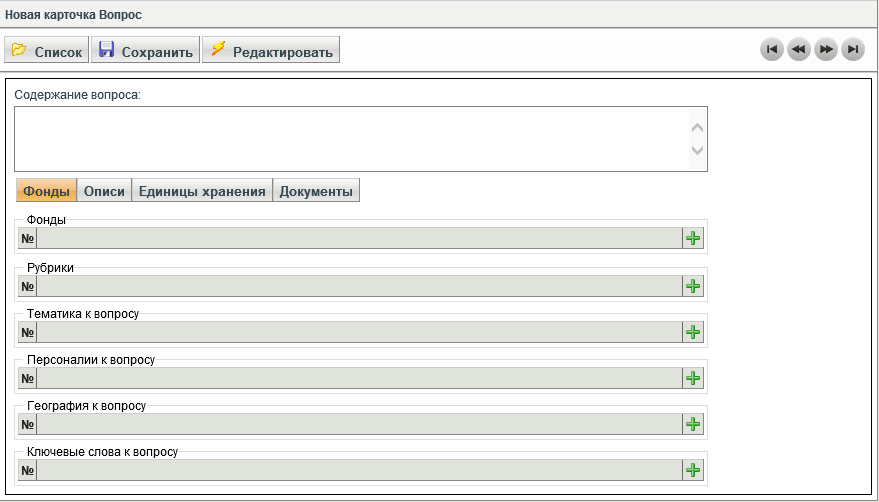 Новая карточка Вопрос
Список Сохранить Редактировать
Содержание вопроса:
Фонды Описи Единицы хранения Документы
Фонды
№
Рубрики
№
Тематика к вопросу
№
Персоналии к вопросу
№
География к вопросу
№
Ключевые слова к вопросу
№